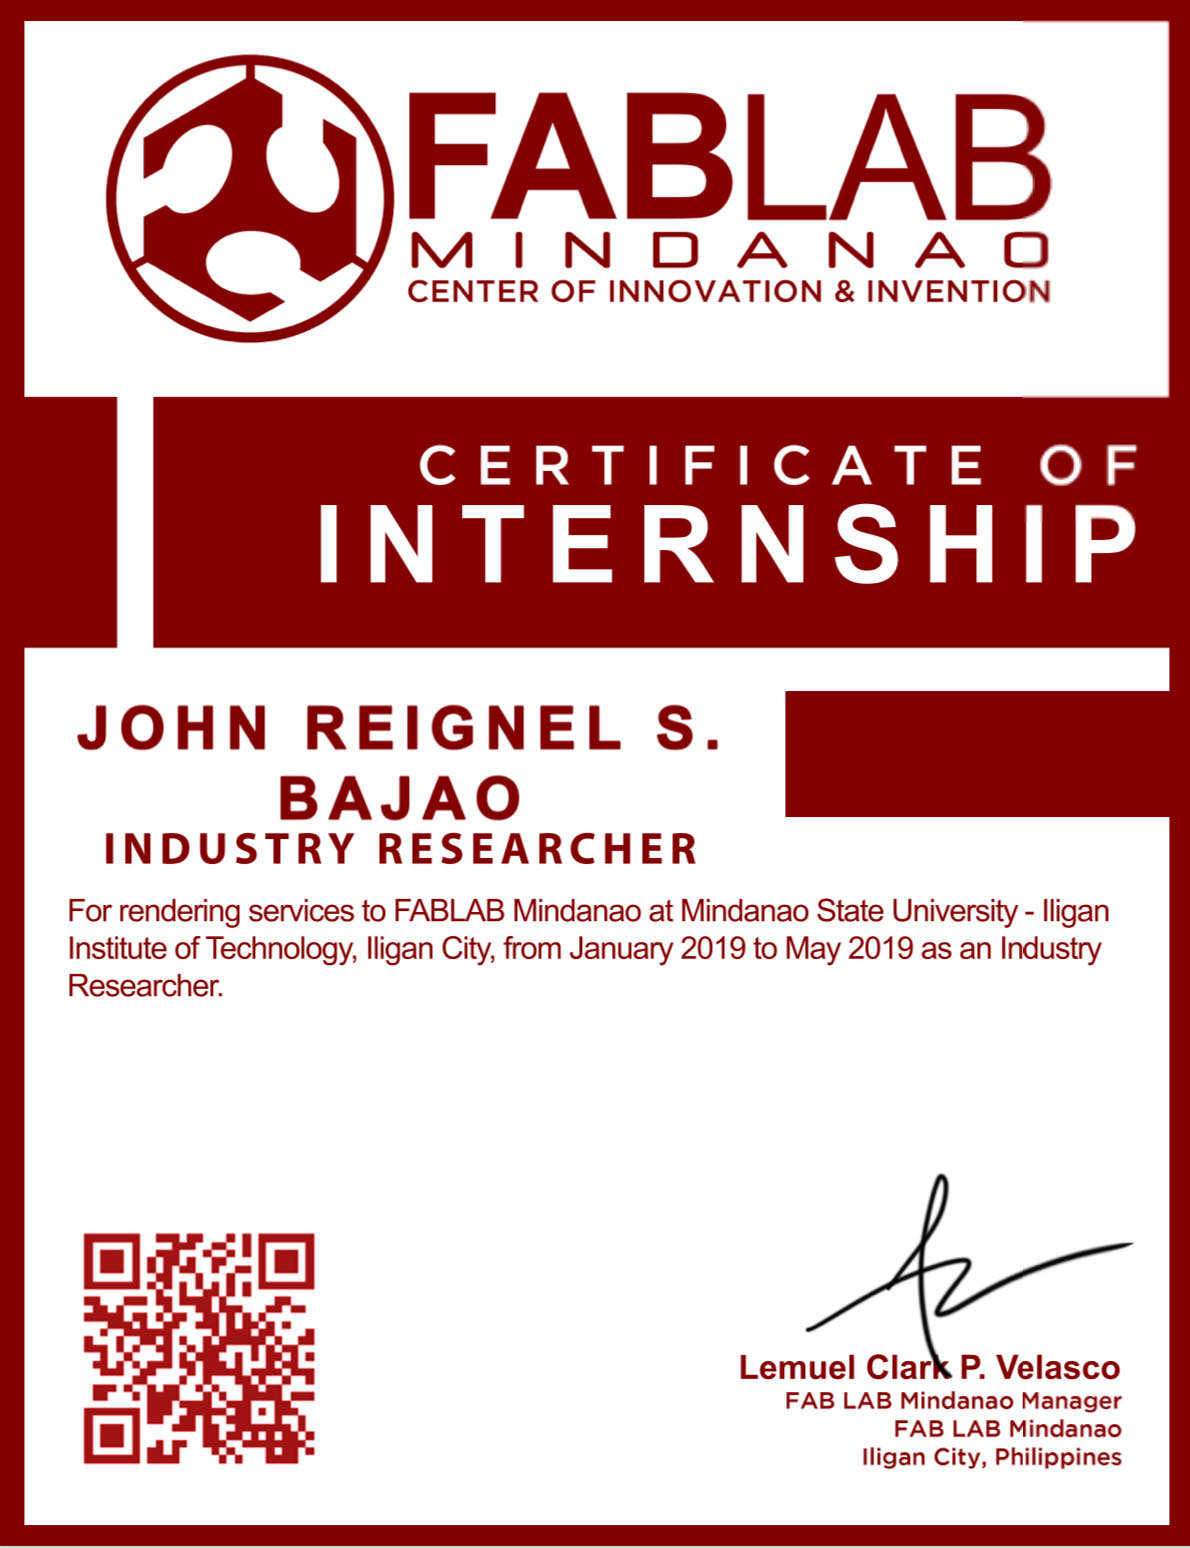 FABLAB
MINDANAO
CENTER OF INNOVATION & INVENTION
CERTIFICATE OF
INTERNSHIP
JOHN REIGNEL S.
BAJAO
INDUSTRY RESEARCHER
For rendering services to FABLAB Mindanao at Mindanao State University - Iligan
Institute of Technology, Iligan City, from January 2019 to May 2019 as an Industry
Researcher.
Lemuel Clark P. Velasco
FAB LAB Mindanao Manager
FAB LAB Mindanao
Iligan City, Philippines